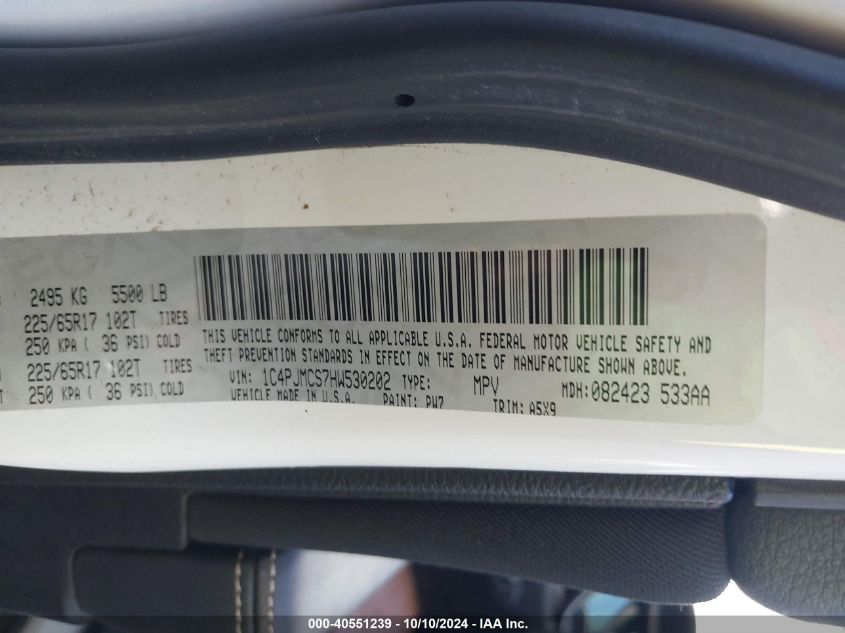 2495 KG 5500 LB
225/65R17 102T TIRES
250 KPA ( 36 PSI) COLD
225/65R17 102T TIRES
250 KPA ( 36 PSI) COLD
THIS VEHICLE CONFORMS TO ALL APPLICABLE U.S.A. FEDERAL MOTOR VEHICLE SAFETY AND
THEFT PREVENTION STANDARDS IN EFFECT ON THE DATE OF MANUFACTURE SHOWN ABOVE.
VIN: 1C4PJMCS7HW530202 TYPE: MPV MDH: 082423 533AA
VEHICLE MADE IN U.S.A. PAINT: PW7 TRIM: A5X9
000-40551239 - 10/10/2024 - IAA Inc.